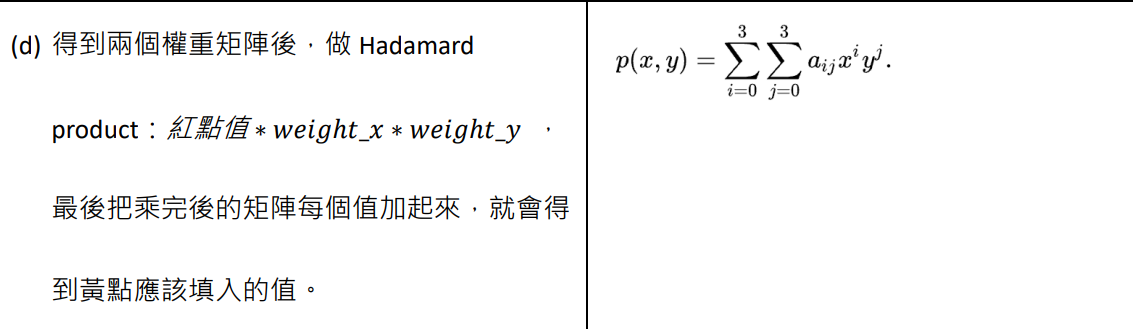 (d) 得到兩個權重矩陣後，做 Hadamard
product：紅點值 ∗ weight_x ∗ weight_y ，
最後把乘完後的矩陣每個值加起來，就會得
到黃點應該填入的值。
p(x, y) = ∑_{i=0}^{3} ∑_{j=0}^{3} a_{ij} x^i y^j.